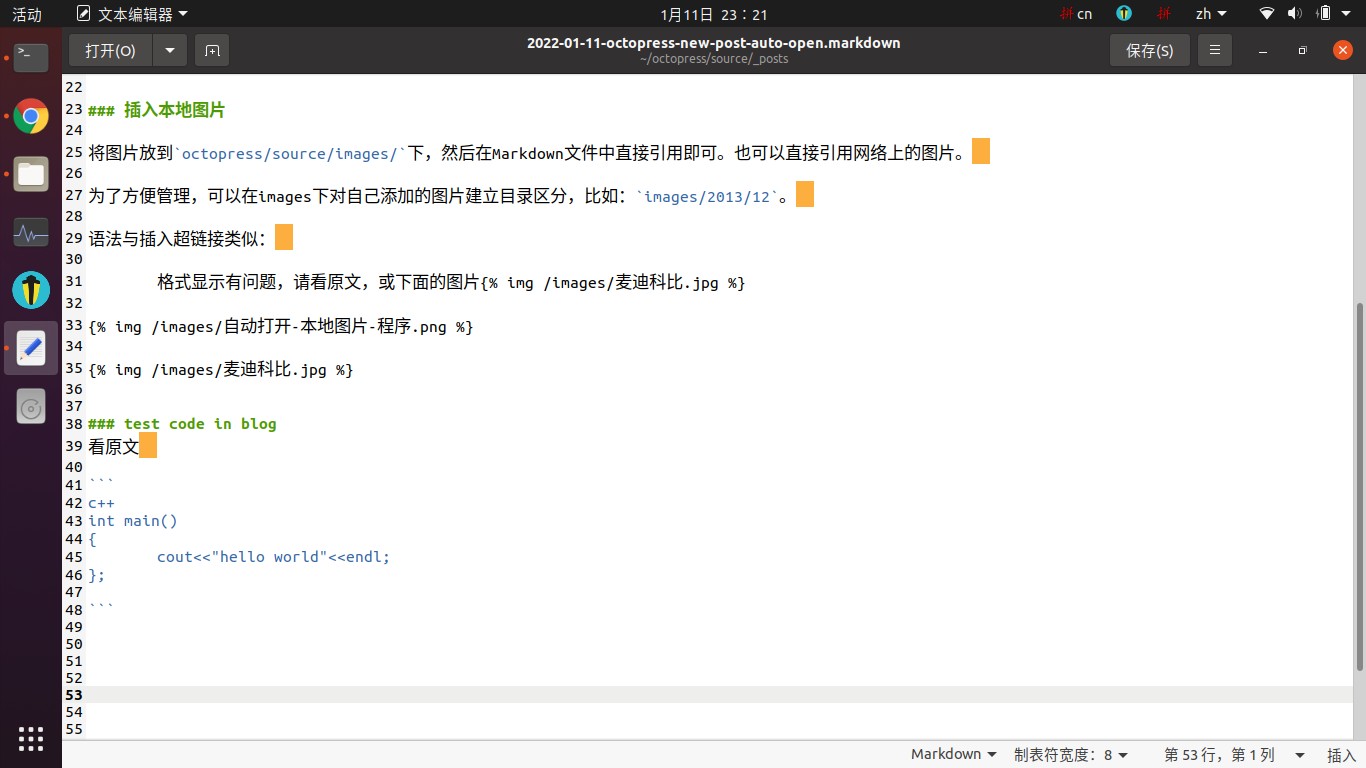 活动
文本编辑器
1月11日 23：21
拼 cn
拼
zh
打开(O)
2022-01-11-octopress-new-post-auto-open.markdown
~/octopress/source/_posts
保存(S)
22
23 ### 插入本地图片
24
25 将图片放到`octopress/source/images/`下，然后在Markdown文件中直接引用即可。也可以直接引用网络上的图片。
26
27 为了方便管理，可以在images下对自己添加的图片建立目录区分，比如：`images/2013/12`。
28
29 语法与插入超链接类似：
30
31 格式显示有问题，请看原文，或下面的图片{% img /images/麦迪科比.jpg %}
32
33 {% img /images/自动打开-本地图片-程序.png %}
34
35 {% img /images/麦迪科比.jpg %}
36
37
38 ### test code in blog
39 看原文
40
41 ```
42 c++
43 int main()
44 {
45 cout<<"hello world"<<endl;
46 };
47
48 ```
49
50
51
52
53
54
55
Markdown
制表符宽度：8
第 53 行，第 1 列
插入